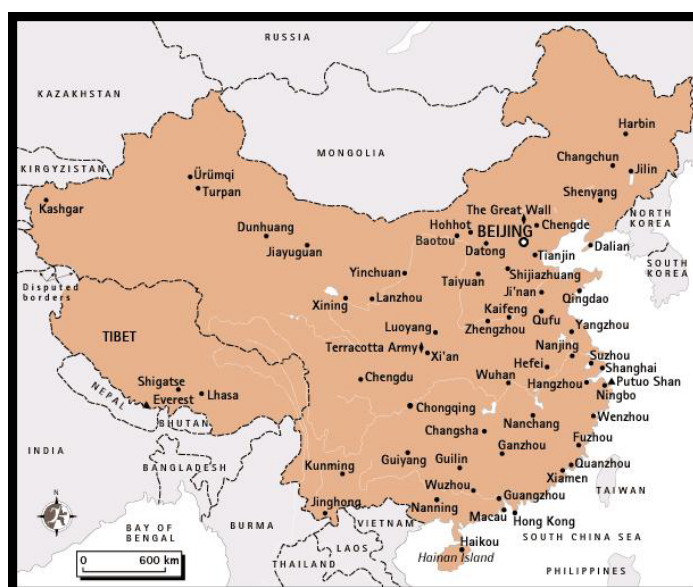 RUSSIA
KAZAKHSTAN
MONGOLIA
Harbin
Changchun
Jilin
KIRGYZISTAN
Ürümqi
Turpan
Shenyang
Kashgar
The Great Wall
Chengde
NORTH
KOREA
Dunhuang
Hohhot
BEIJING
Baotou
Datong
Dalian
Jiayuguan
Tianjin
SOUTH
KOREA
Yinchuan
Shijiazhuang
Taiyuan
Disputed
borders
Ji'nan
Qingdao
Xining
Lanzhou
Kaifeng
Qufu
Zhengzhou
Yangzhou
Luoyang
TIBET
Nanjing
Terracotta Army
Xi'an
Suzhou
Hefei
Shanghai
Chengdu
Wuhan
Hangzhou
Putuo Shan
Shigatse
Ningbo
Everest
Lhasa
NEPAL
Chongqing
Nanchang
Wenzhou
BHUTAN
Changsha
Fuzhou
INDIA
Ganzhou
Guiyang
Guilin
BANGLADESH
Quanzhou
Kunming
Xiamen
Wuzhou
TAIWAN
N
Jinghong
Nanning
Guangzhou
Macau
Hong Kong
BAY OF
BENGAL
BURMA
VIETNAM
SOUTH CHINA SEA
Haikou
LAOS
0 600 km
Hainan Island
THAILAND
PHILIPPINES